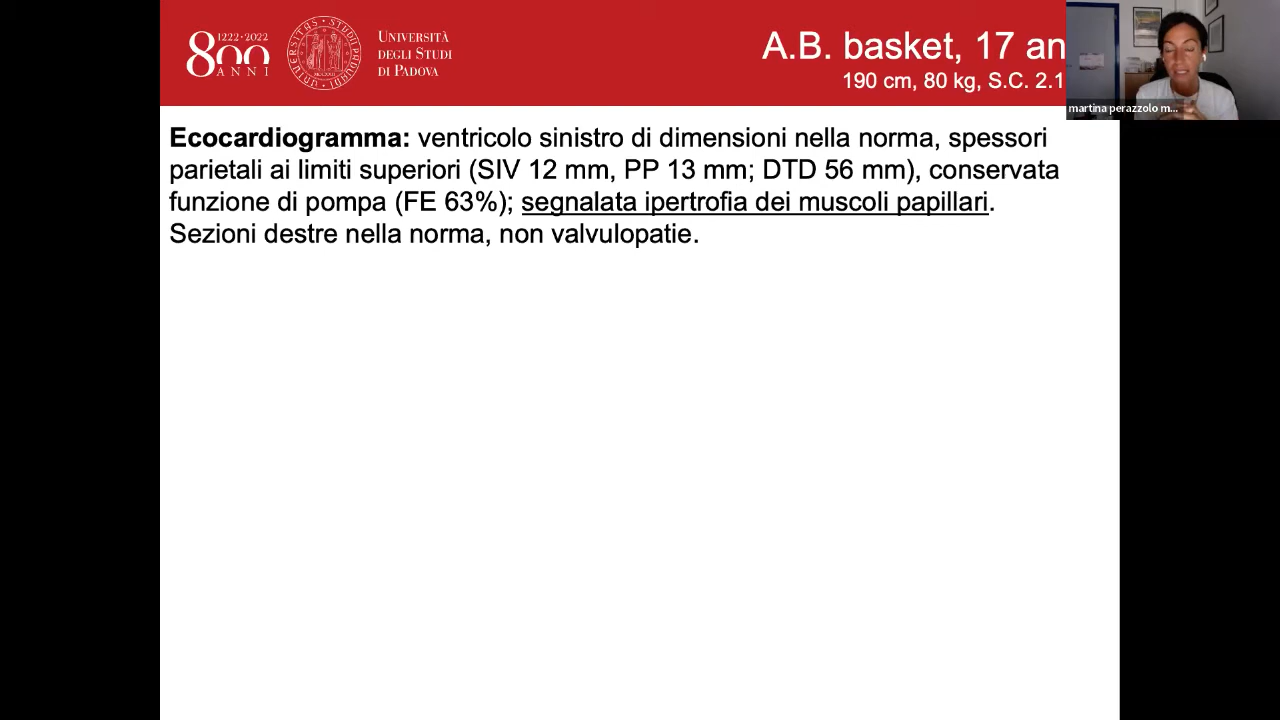 1222·2022
800
ANNI
UNIVERSITÀ
DEGLI STUDI
DI PADOVA
A.B. basket, 17 an
190 cm, 80 kg, S.C. 2.1
martina perazzolo m...
Ecocardiogramma: ventricolo sinistro di dimensioni nella norma, spessori
parietali ai limiti superiori (SIV 12 mm, PP 13 mm; DTD 56 mm), conservata
funzione di pompa (FE 63%); segnalata ipertrofia dei muscoli papillari.
Sezioni destre nella norma, non valvulopatie.